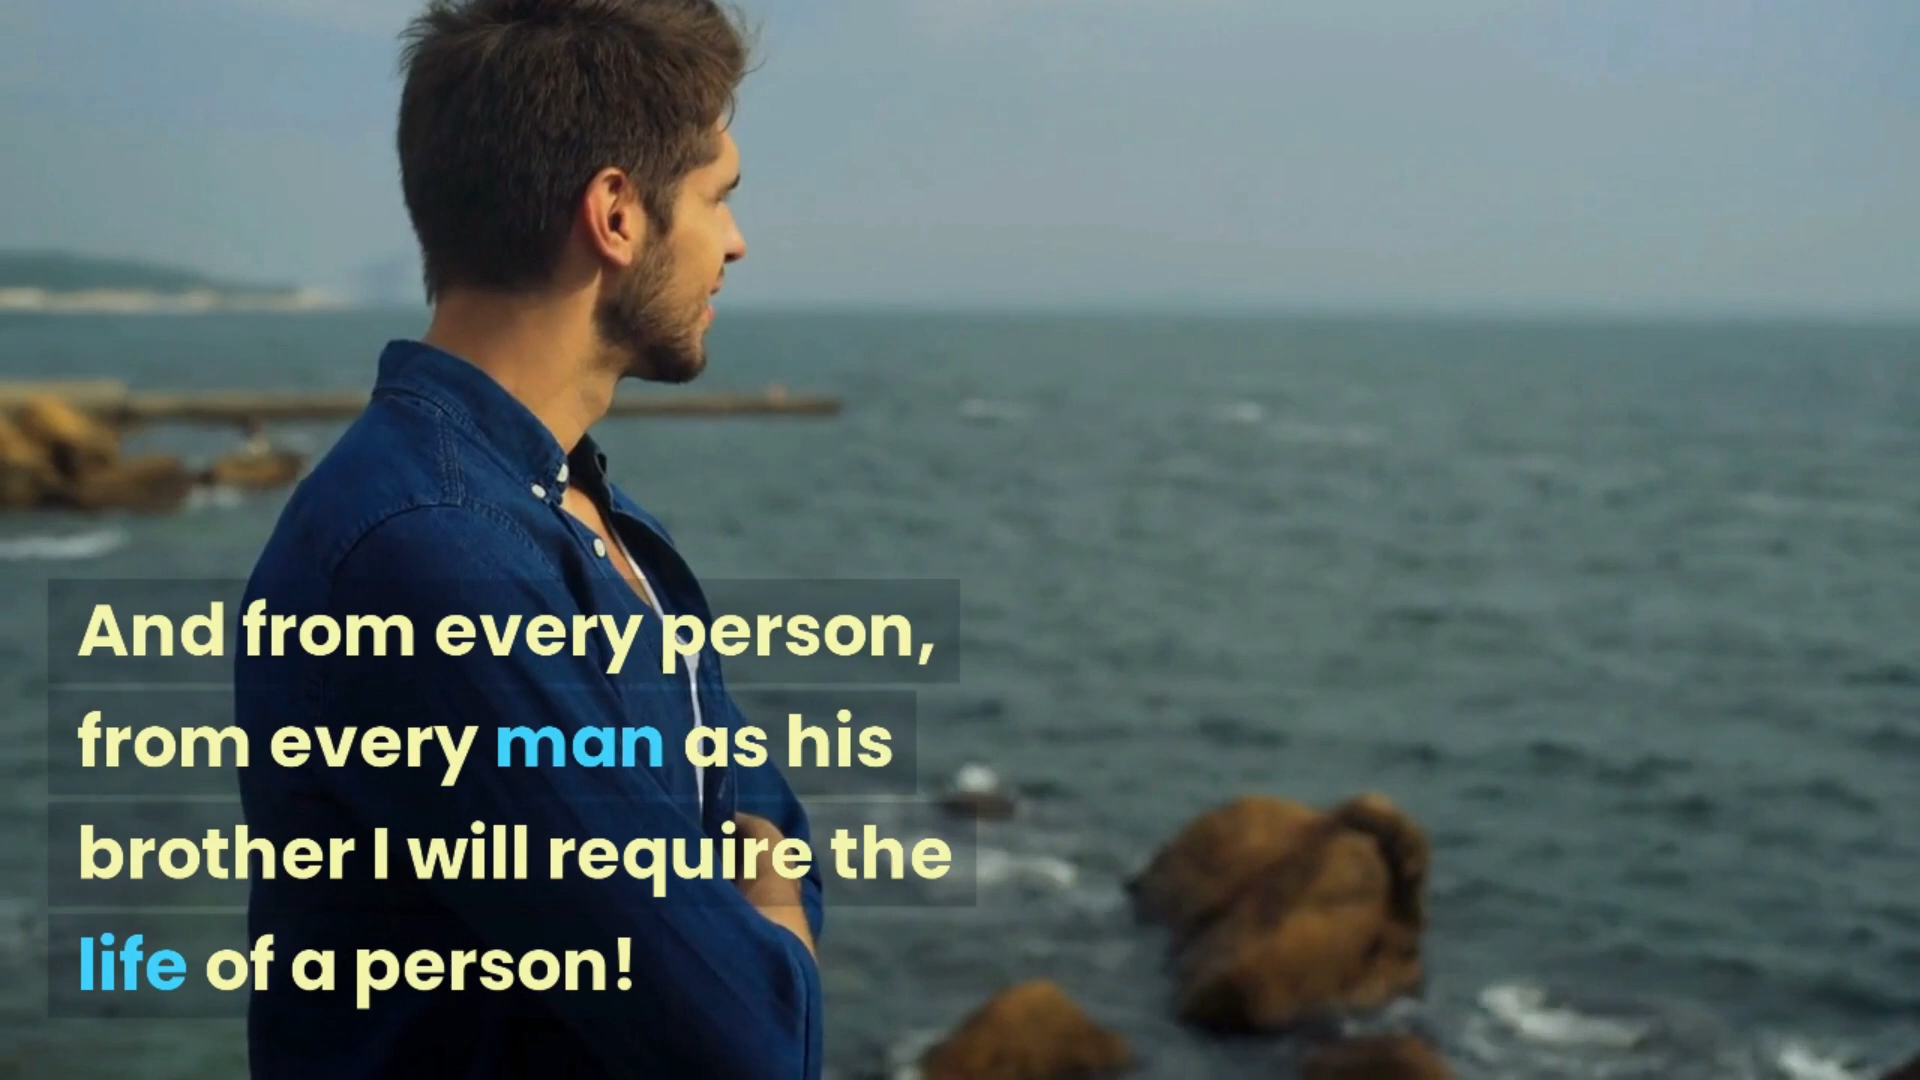 And from every person,
from every man as his
brother I will require the
life of a person!